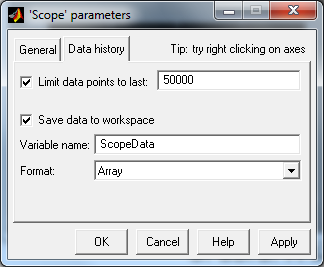 'Scope' parameters
General Data history Tip: try right clicking on axes
Limit data points to last: 50000
Save data to workspace
Variable name: ScopeData
Format: Array
OK Cancel Help Apply